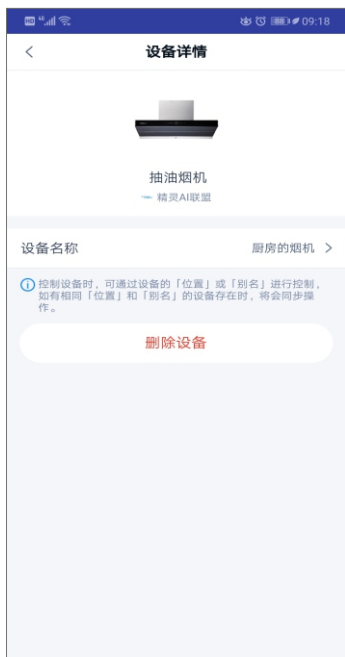 HD 4G 09:18
设备详情
抽油烟机
精灵AI联盟
设备名称 厨房的烟机
控制设备时，可通过设备的「位置」或「别名」进行控制，
如有相同「位置」和「别名」的设备存在时，将会同步操
作。
删除设备